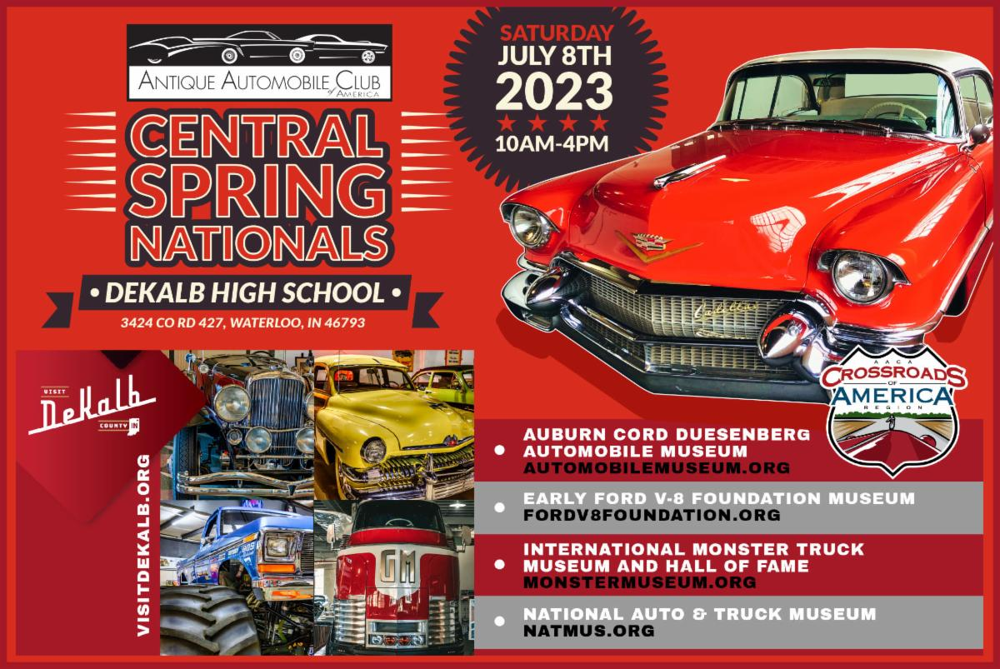 ANTIQUE AUTOMOBILE CLUB
of AMERICA
CENTRAL
SPRING
NATIONALS
• DEKALB HIGH SCHOOL •
3424 CO RD 427, WATERLOO, IN 46793
SATURDAY
JULY 8TH
2023
10AM-4PM
Cadillac
VISIT
DeKalb
COUNTY IN
VISITDEKALB.ORG
GM
AACA
CROSSROADS
OF
AMERICA
REGION
• AUBURN CORD DUESENBERG
AUTOMOBILE MUSEUM
AUTOMOBILEMUSEUM.ORG
• EARLY FORD V-8 FOUNDATION MUSEUM
FORDV8FOUNDATION.ORG
• INTERNATIONAL MONSTER TRUCK
MUSEUM AND HALL OF FAME
MONSTERMUSEUM.ORG
• NATIONAL AUTO & TRUCK MUSEUM
NATMUS.ORG